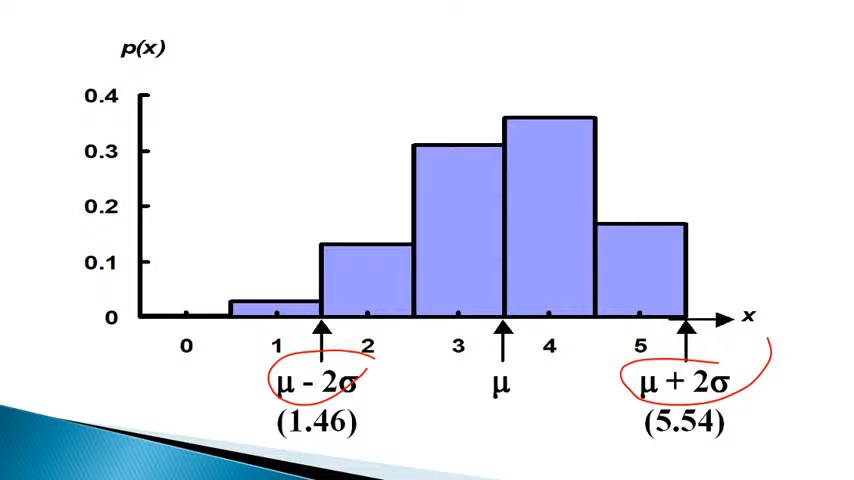 p(x)
0.4
0.3
0.2
0.1
0
x
0 1 2 3 4 5
μ - 2σ μ μ + 2σ
(1.46) (5.54)